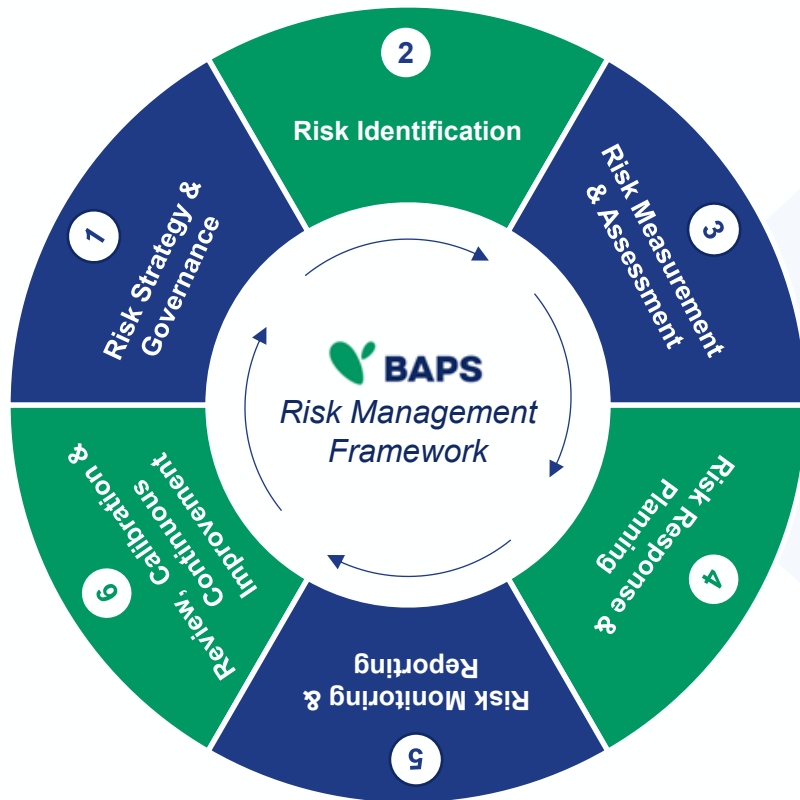 1
Risk Strategy &
Governance
2
Risk Identification
3
Risk Measurement
& Assessment
4
Risk Response &
Planning
5
Risk Monitoring &
Reporting
6
Review, Calibration &
Continuous
Improvement
BAPS
Risk Management
Framework